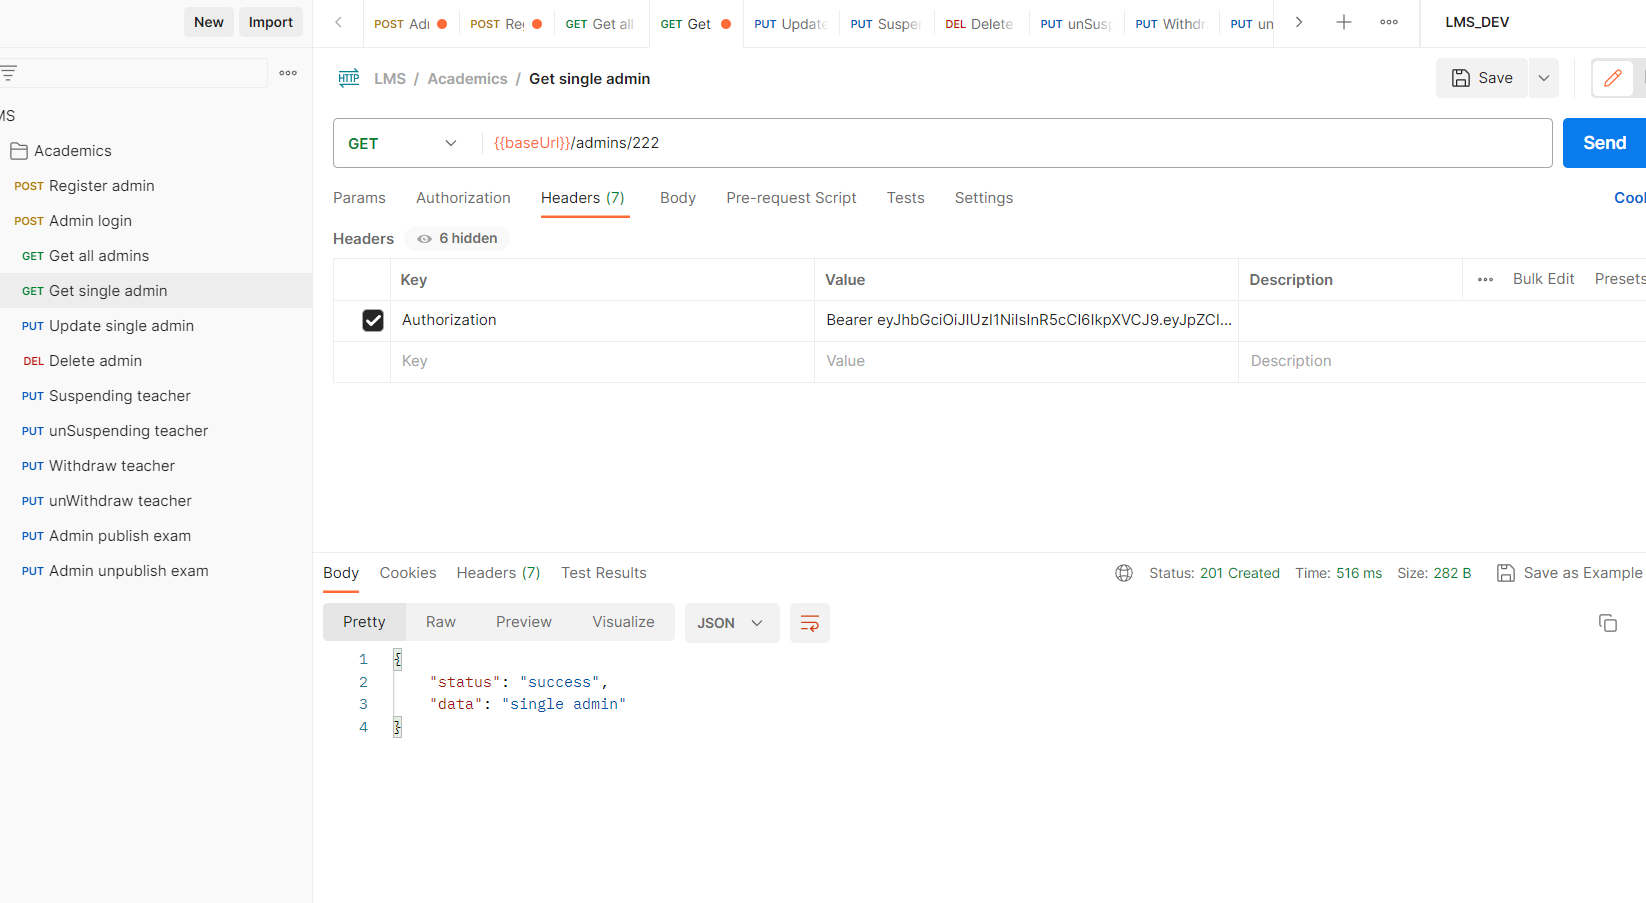 New Import
POST Adı POST Reg GET Get all GET Get PUT Update PUT Suspen DEL Delete PUT unSusp PUT Withdr PUT un LMS_DEV
LMS / Academics / Get single admin
Save
MS
Academics
POST Register admin
POST Admin login
GET Get all admins
GET Get single admin
PUT Update single admin
DEL Delete admin
PUT Suspending teacher
PUT unSuspending teacher
PUT Withdraw teacher
PUT unWithdraw teacher
PUT Admin publish exam
PUT Admin unpublish exam
HTTP
GET {{baseUrl}}/admins/222 Send
Params Authorization Headers (7) Body Pre-request Script Tests Settings Cool
Headers 6 hidden
Key Value Description Bulk Edit Presets
Authorization Bearer eyJhbGciOiJIUzI1NiIsInR5cCI6IkpXVCJ9.eyJpZCI...
Key Value Description
Body Cookies Headers (7) Test Results Status: 201 Created Time: 516 ms Size: 282 B Save as Example
Pretty Raw Preview Visualize JSON
1 {
2 "status": "success",
3 "data": "single admin"
4 }